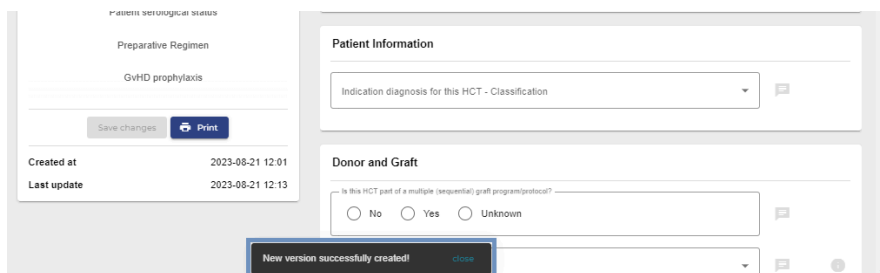 Patient serological status
Preparative Regimen
GvHD prophylaxis
Save changes
Print
Created at 2023-08-21 12:01
Last update 2023-08-21 12:13
Patient Information
Indication diagnosis for this HCT - Classification
Donor and Graft
Is this HCT part of a multiple (sequential) graft program/protocol?
No Yes Unknown
New version successfully created! close